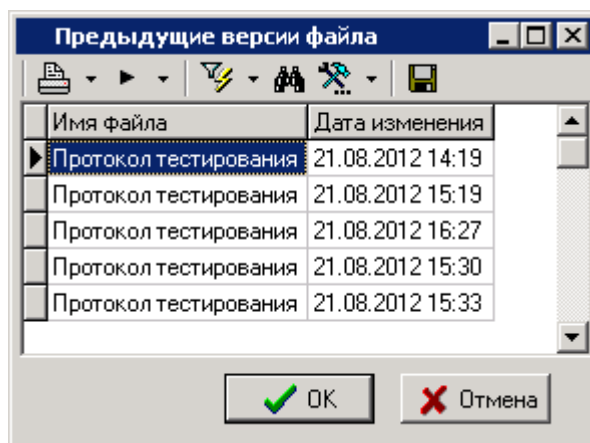 Предыдущие версии файла
Имя файла Дата изменения
Протокол тестирования 21.08.2012 14:19
Протокол тестирования 21.08.2012 15:19
Протокол тестирования 21.08.2012 16:27
Протокол тестирования 21.08.2012 15:30
Протокол тестирования 21.08.2012 15:33
OK Отмена